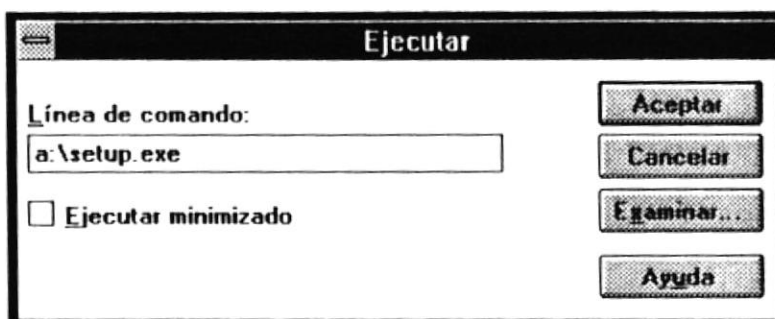 Ejecutar
Línea de comando:
a:\setup.exe
Ejecutar minimizado
Aceptar
Cancelar
Examinar...
Ayuda